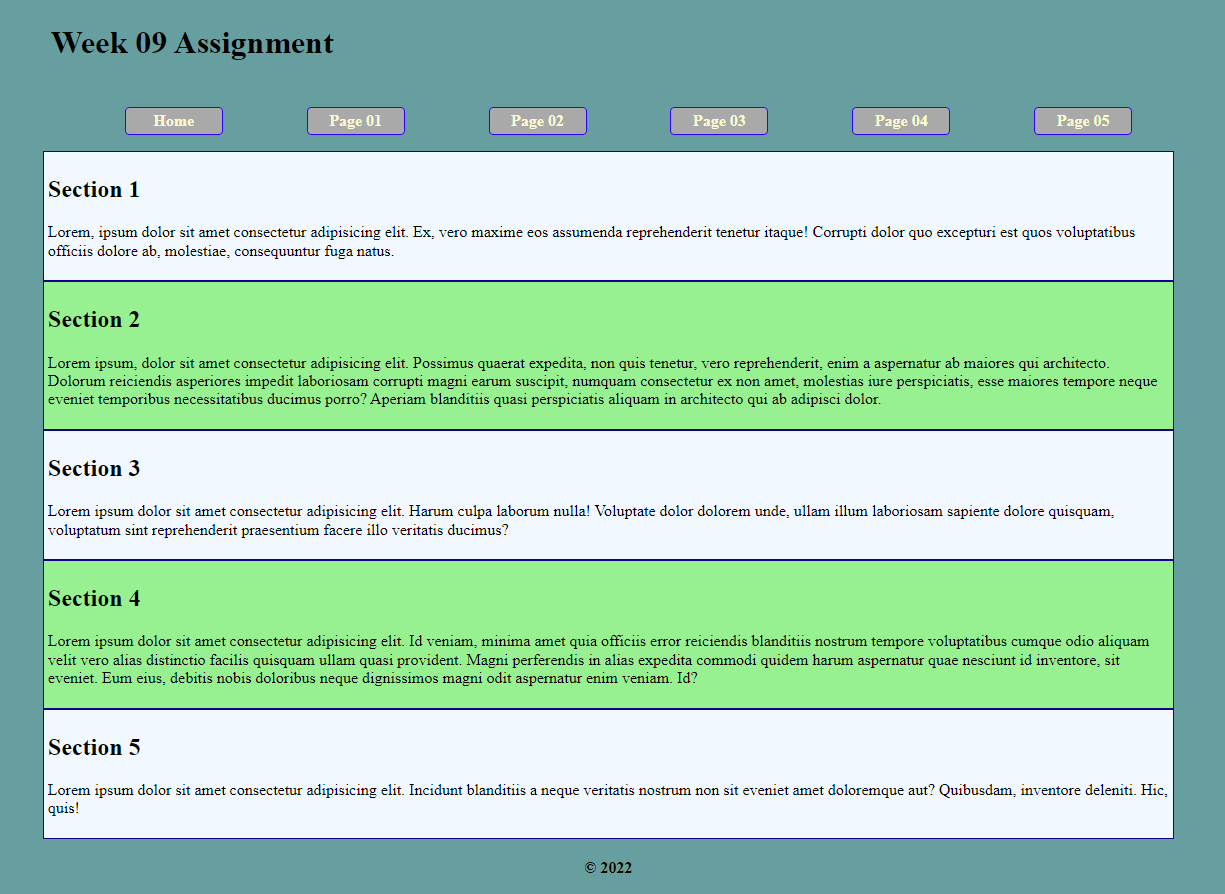 Week 09 Assignment
Home Page 01 Page 02 Page 03 Page 04 Page 05
Section 1
Lorem, ipsum dolor sit amet consectetur adipisicing elit. Ex, vero maxime eos assumenda reprehenderit tenetur itaque! Corrupti dolor quo excepturi est quos voluptatibus
officiis dolore ab, molestiae, consequuntur fuga natus.
Section 2
Lorem ipsum, dolor sit amet consectetur adipisicing elit. Possimus quaerat expedita, non quis tenetur, vero reprehenderit, enim a aspernatur ab maiores qui architecto.
Dolorum reiciendis asperiores impedit laboriosam corrupti magni earum suscipit, numquam consectetur ex non amet, molestias iure perspiciatis, esse maiores tempore neque
eveniet temporibus necessitatibus ducimus porro? Aperiam blanditiis quasi perspiciatis aliquam in architecto qui ab adipisci dolor.
Section 3
Lorem ipsum dolor sit amet consectetur adipisicing elit. Harum culpa laborum nulla! Voluptate dolor dolorem unde, ullam illum laboriosam sapiente dolore quisquam,
voluptatum sint reprehenderit praesentium facere illo veritatis ducimus?
Section 4
Lorem ipsum dolor sit amet consectetur adipisicing elit. Id veniam, minima amet quia officiis error reiciendis blanditiis nostrum tempore voluptatibus cumque odio aliquam
velit vero alias distinctio facilis quisquam ullam quasi provident. Magni perferendis in alias expedita commodi quidem harum aspernatur quae nesciunt id inventore, sit
eveniet. Eum eius, debitis nobis doloribus neque dignissimos magni odit aspernatur enim veniam. Id?
Section 5
Lorem ipsum dolor sit amet consectetur adipisicing elit. Incidunt blanditiis a neque veritatis nostrum non sit eveniet amet doloremque aut? Quibusdam, inventore deleniti. Hic,
quis!
© 2022